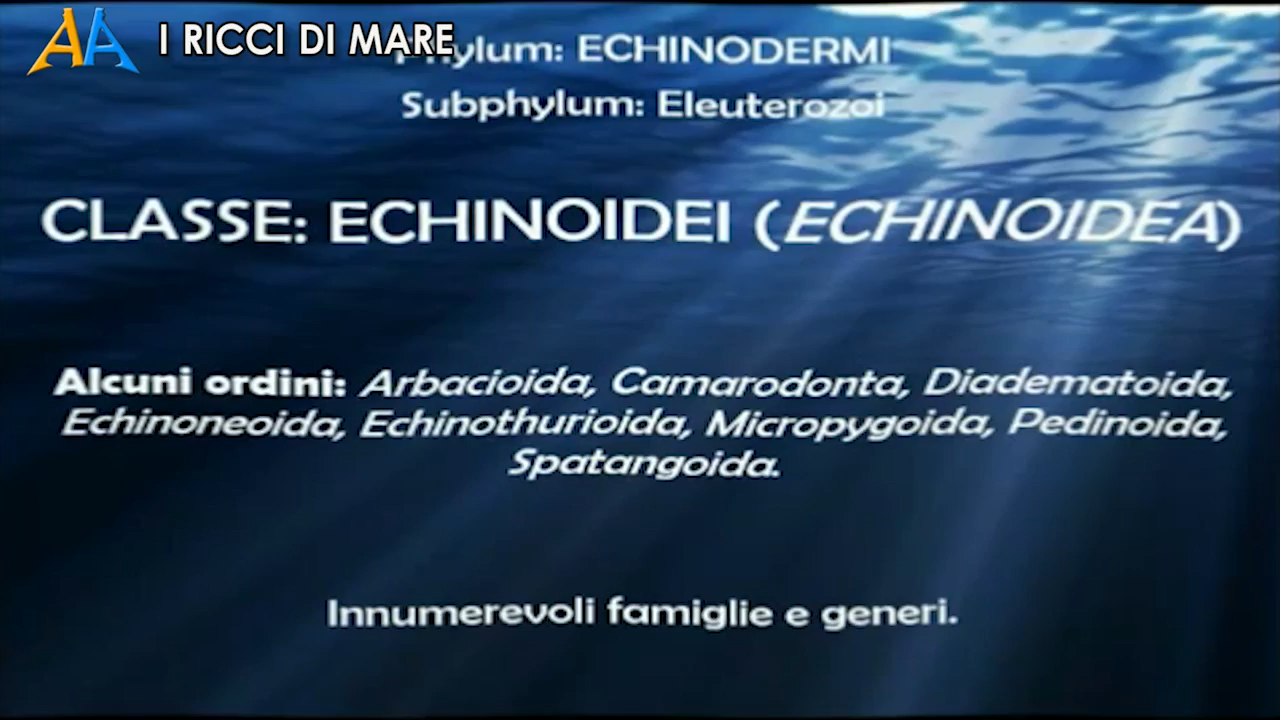 AA I RICCI DI MARE
Phylum: ECHINODERMI
Subphylum: Eleuterozoi
CLASSE: ECHINOIDEI (ECHINOIDEA)
Alcuni ordini: Arbacioida, Camarodonta, Diadematoida,
Echinoneoida, Echinothurioida, Micropygoida, Pedinoida,
Spatangoida.
Innumerevoli famiglie e generi.